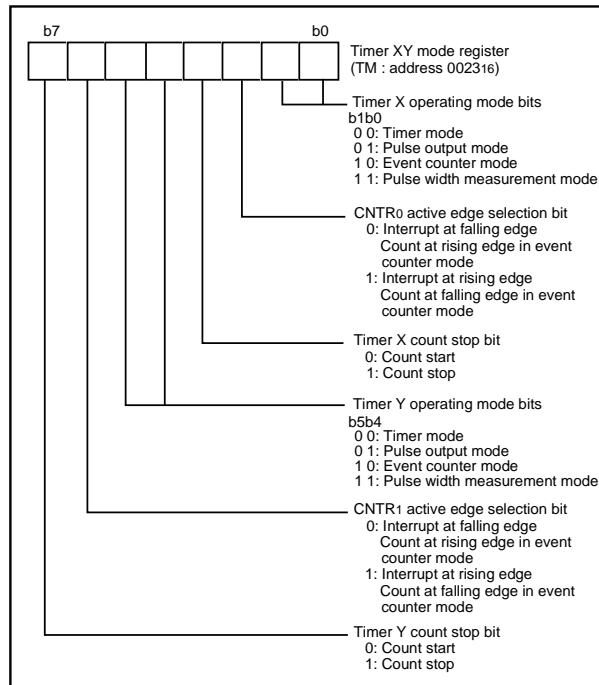 b7 b0
Timer XY mode register
(TM : address 002316)
Timer X operating mode bits
b1b0
0 0: Timer mode
0 1: Pulse output mode
1 0: Event counter mode
1 1: Pulse width measurement mode
CNTR0 active edge selection bit
0: Interrupt at falling edge
Count at rising edge in event
counter mode
1: Interrupt at rising edge
Count at falling edge in event
counter mode
Timer X count stop bit
0: Count start
1: Count stop
Timer Y operating mode bits
b5b4
0 0: Timer mode
0 1: Pulse output mode
1 0: Event counter mode
1 1: Pulse width measurement mode
CNTR1 active edge selection bit
0: Interrupt at falling edge
Count at rising edge in event
counter mode
1: Interrupt at rising edge
Count at falling edge in event
counter mode
Timer Y count stop bit
0: Count start
1: Count stop